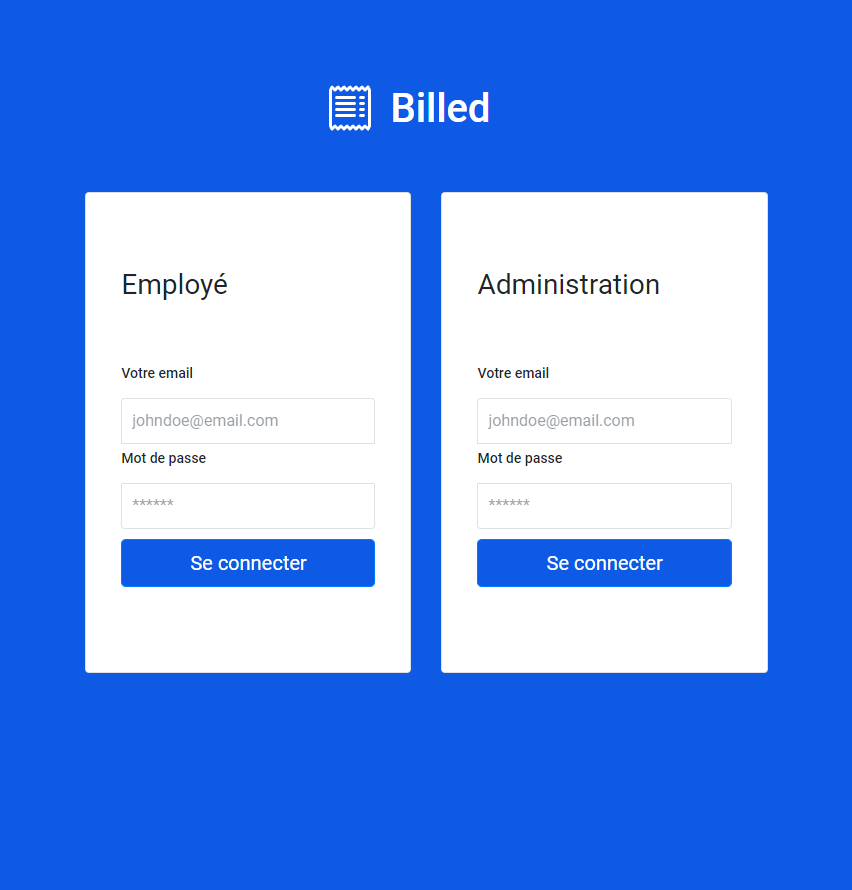 Billed
Employé
Votre email
johndoe@email.com
Mot de passe
******
Se connecter
Administration
Votre email
johndoe@email.com
Mot de passe
******
Se connecter